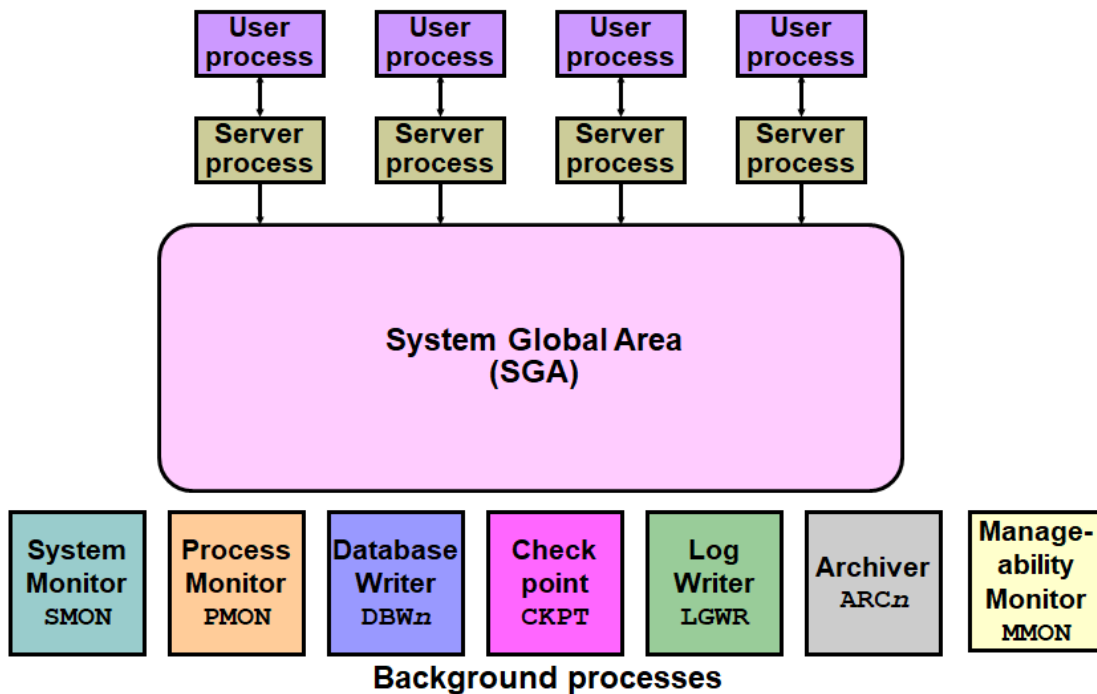 User
process
User
process
User
process
User
process
Server
process
Server
process
Server
process
Server
process
System Global Area
(SGA)
System
Monitor
SMON
Process
Monitor
PMON
Database
Writer
DBWn
Check
point
CKPT
Log
Writer
LGWR
Archiver
ARCn
Manage-
ability
Monitor
MMON
Background processes